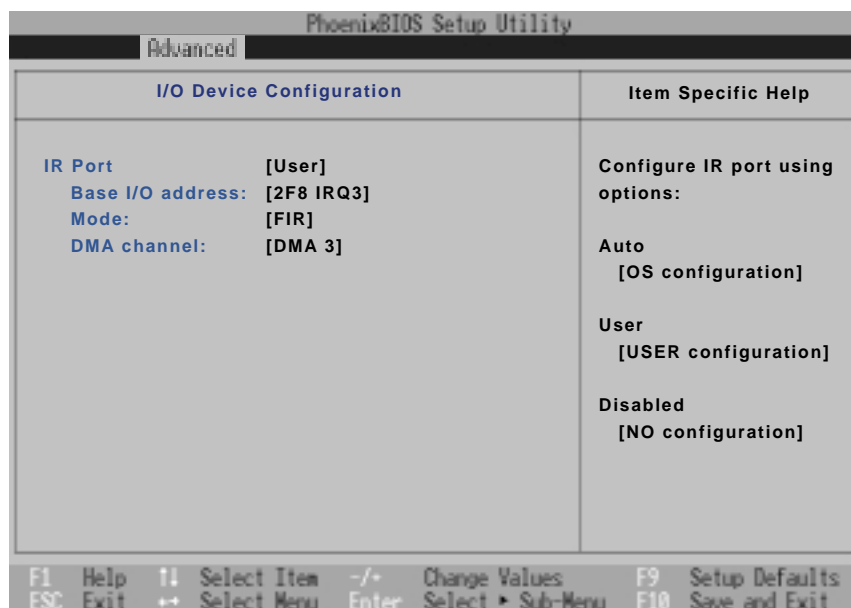 PhoenixBIOS Setup Utility
Advanced
I/O Device Configuration
Item Specific Help
IR Port [User]
Base I/O address: [2F8 IRQ3]
Mode: [FIR]
DMA channel: [DMA 3]
Configure IR port using
options:
Auto
[OS configuration]
User
[USER configuration]
Disabled
[NO configuration]
F1 Help ↑↓ Select Item -/+ Change Values F9 Setup Defaults
ESC Exit ↔ Select Menu Enter Select ▶ Sub-Menu F10 Save and Exit